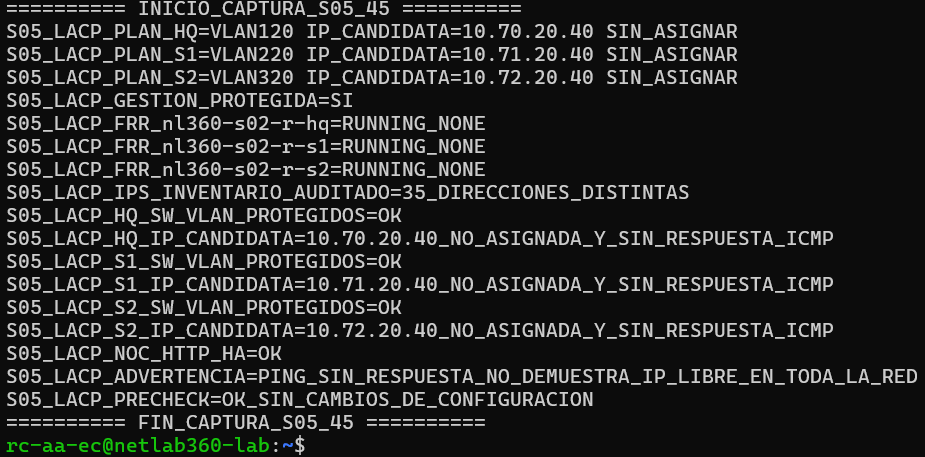 ========== INICIO_CAPTURA_S05_45 ==========
S05_LACP_PLAN_HQ=VLAN120 IP_CANDIDATA=10.70.20.40 SIN_ASIGNAR
S05_LACP_PLAN_S1=VLAN220 IP_CANDIDATA=10.71.20.40 SIN_ASIGNAR
S05_LACP_PLAN_S2=VLAN320 IP_CANDIDATA=10.72.20.40 SIN_ASIGNAR
S05_LACP_GESTION_PROTEGIDA=SI
S05_LACP_FRR_nl360-s02-r-hq=RUNNING_NONE
S05_LACP_FRR_nl360-s02-r-s1=RUNNING_NONE
S05_LACP_FRR_nl360-s02-r-s2=RUNNING_NONE
S05_LACP_IPS_INVENTARIO_AUDITADO=35_DIRECCIONES_DISTINTAS
S05_LACP_HQ_SW_VLAN_PROTEGIDOS=OK
S05_LACP_HQ_IP_CANDIDATA=10.70.20.40_NO_ASIGNADA_Y_SIN_RESPUESTA_ICMP
S05_LACP_S1_SW_VLAN_PROTEGIDOS=OK
S05_LACP_S1_IP_CANDIDATA=10.71.20.40_NO_ASIGNADA_Y_SIN_RESPUESTA_ICMP
S05_LACP_S2_SW_VLAN_PROTEGIDOS=OK
S05_LACP_S2_IP_CANDIDATA=10.72.20.40_NO_ASIGNADA_Y_SIN_RESPUESTA_ICMP
S05_LACP_NOC_HTTP_HA=OK
S05_LACP_ADVERTENCIA=PING_SIN_RESPUESTA_NO_DEMUESTRA_IP_LIBRE_EN_TODA_LA_RED
S05_LACP_PRECHECK=OK_SIN_CAMBIOS_DE_CONFIGURACION
========== FIN_CAPTURA_S05_45 ==========
rc-aa-ec@netlab360-lab:~$